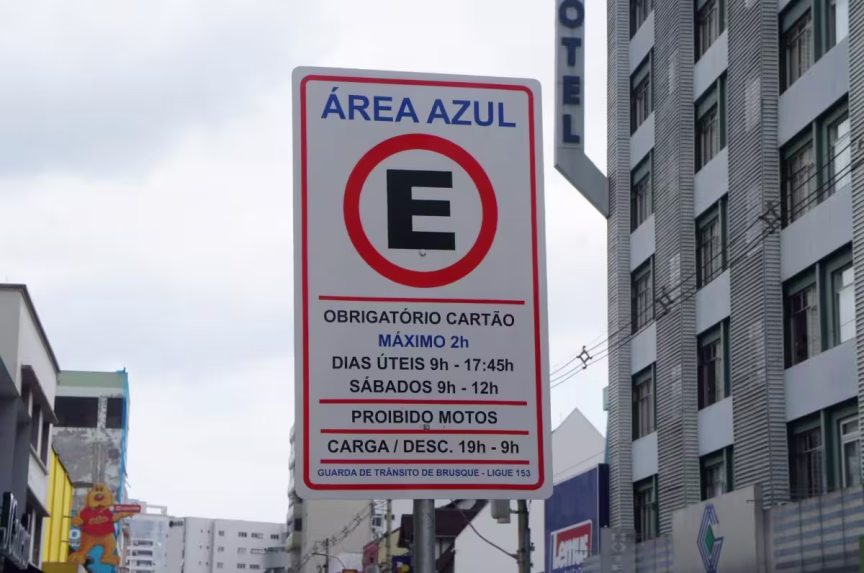 ÁREA AZUL
E
OBRIGATÓRIO CARTÃO
MÁXIMO 2h
DIAS ÚTEIS 9h - 17:45h
SÁBADOS 9h - 12h
PROIBIDO MOTOS
CARGA / DESC. 19h - 9h
GUARDA DE TRÂNSITO DE BRUSQUE - LIGUE 153
OTEL